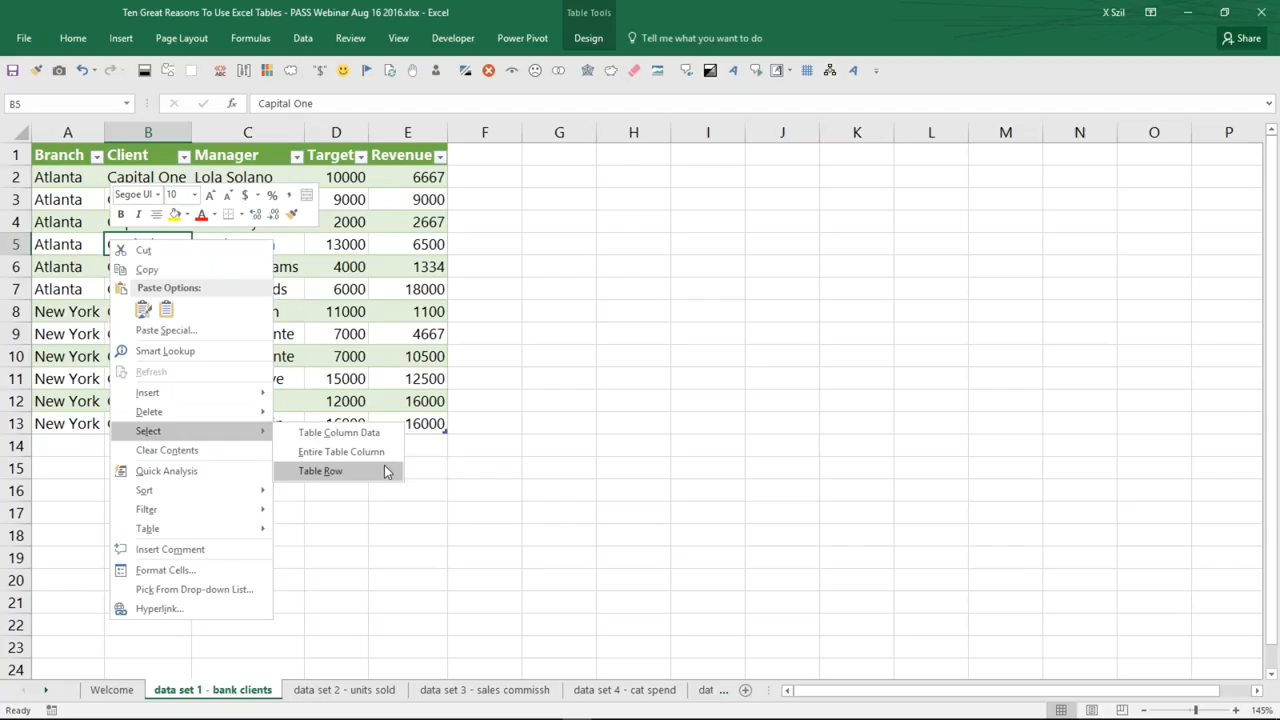 Ten Great Reasons To Use Excel Tables - PASS Webinar Aug 16 2016.xlsx - Excel
Table Tools
X Szil
File Home Insert Page Layout Formulas Data Review View Developer Power Pivot Design Tell me what you want to do Share
B5 fx Capital One
A B C D E F G H I J K L M N O P
1 Branch Client Manager Target Revenue
2 Atlanta Capital One Lola Solano 10000 6667
3 Atlanta 9000 9000
4 Atlanta 2000 2667
5 Atlanta 13000 6500
6 Atlanta ams 4000 1334
7 Atlanta ds 6000 18000
8 New York 11000 1100
9 New York nte 7000 4667
10 New York nte 7000 10500
11 New York ve 15000 12500
12 New York 12000 16000
13 New York 16000
14
15
16
17
18
19
20
21
22
23
24
Segoe UI 10 A A $ % ,
B I A
Cut
Copy
Paste Options:
Paste Special...
Smart Lookup
Refresh
Insert
Delete
Select
Clear Contents
Quick Analysis
Sort
Filter
Table
Insert Comment
Format Cells...
Pick From Drop-down List...
Hyperlink...
Table Column Data
Entire Table Column
Table Row
Welcome data set 1 - bank clients data set 2 - units sold data set 3 - sales commissh data set 4 - cat spend dat ...
Ready 145%